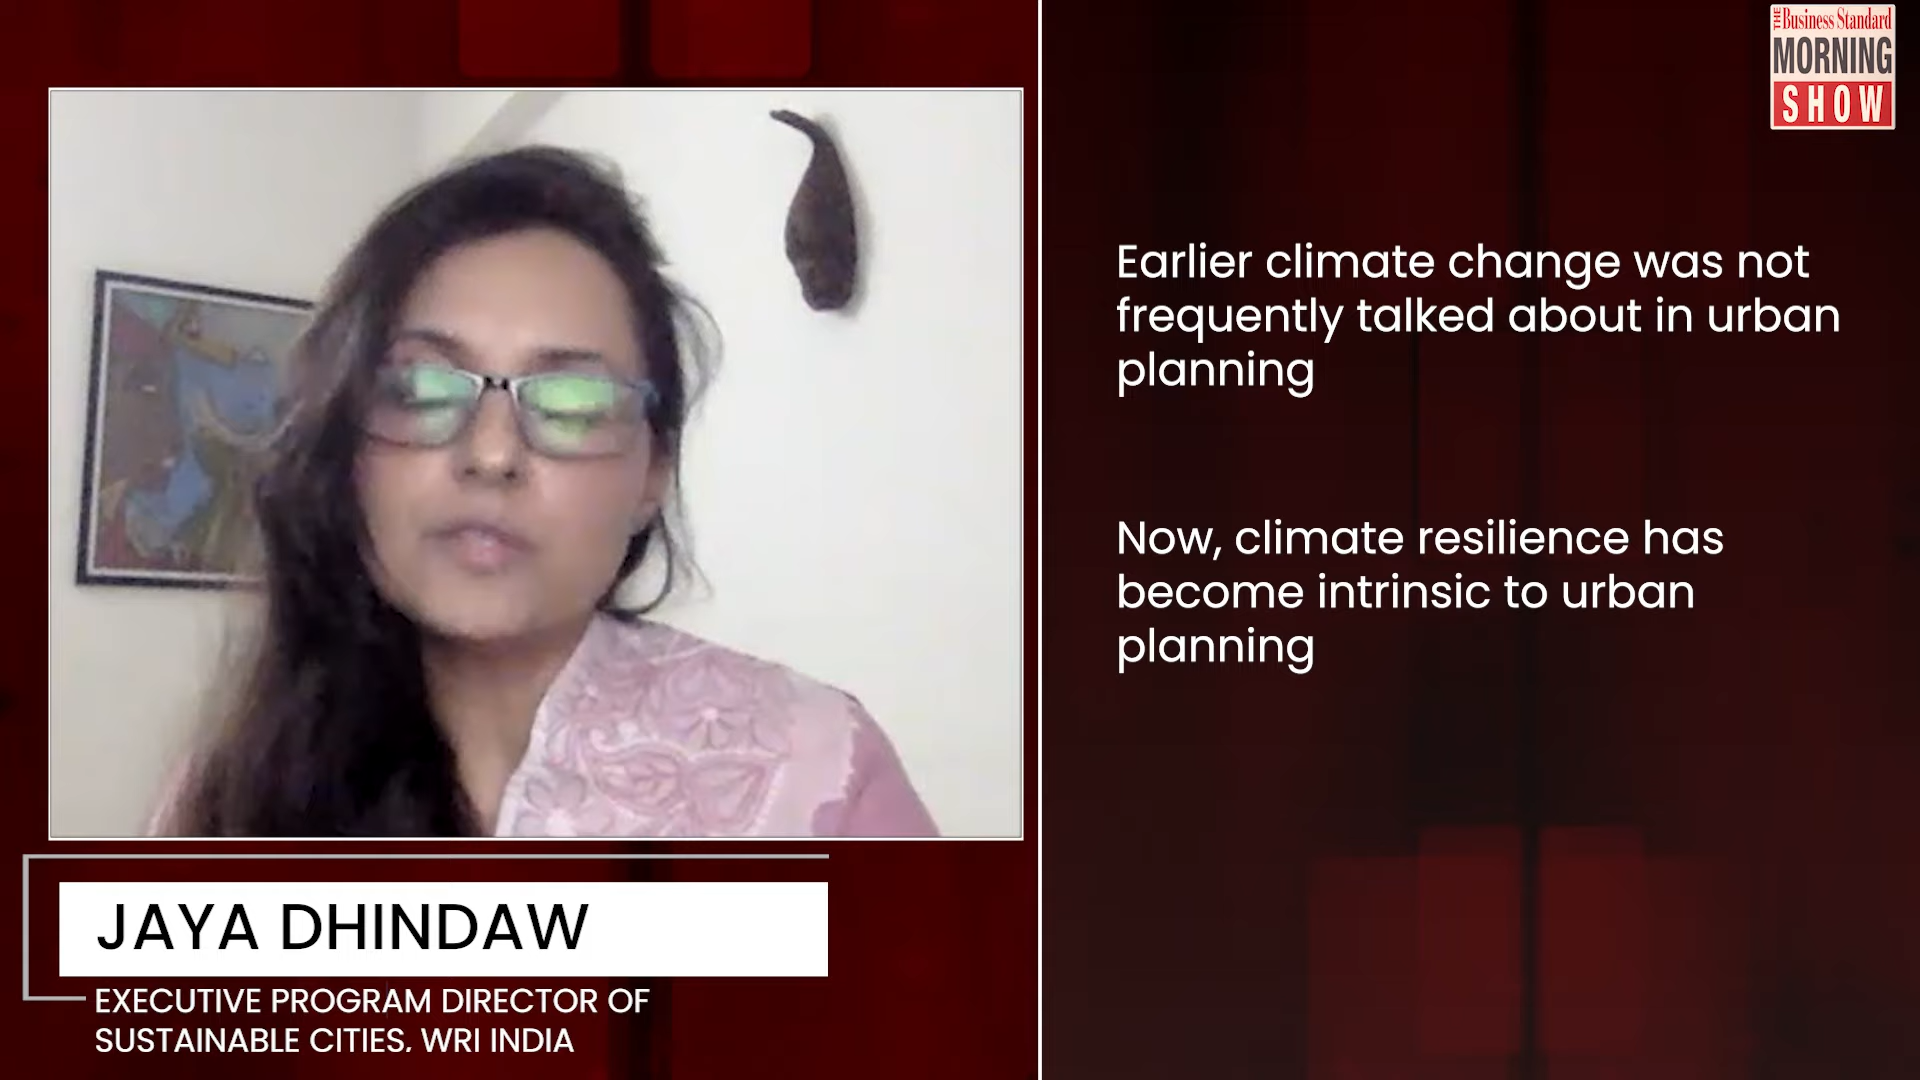 THE Business Standard
MORNING
SHOW
Earlier climate change was not
frequently talked about in urban
planning
Now, climate resilience has
become intrinsic to urban
planning
JAYA DHINDAW
EXECUTIVE PROGRAM DIRECTOR OF
SUSTAINABLE CITIES, WRI INDIA